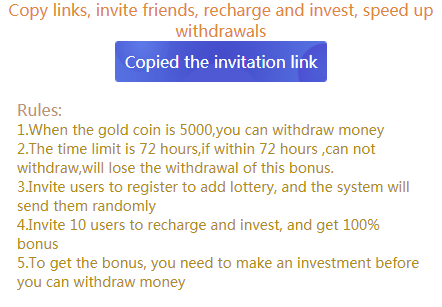 Copy links, invite friends, recharge and invest, speed up
withdrawals
Copied the invitation link
Rules:
1.When the gold coin is 5000,you can withdraw money
2.The time limit is 72 hours,if within 72 hours ,can not
withdraw,will lose the withdrawal of this bonus.
3.Invite users to register to add lottery, and the system will
send them randomly
4.Invite 10 users to recharge and invest, and get 100%
bonus
5.To get the bonus, you need to make an investment before
you can withdraw money